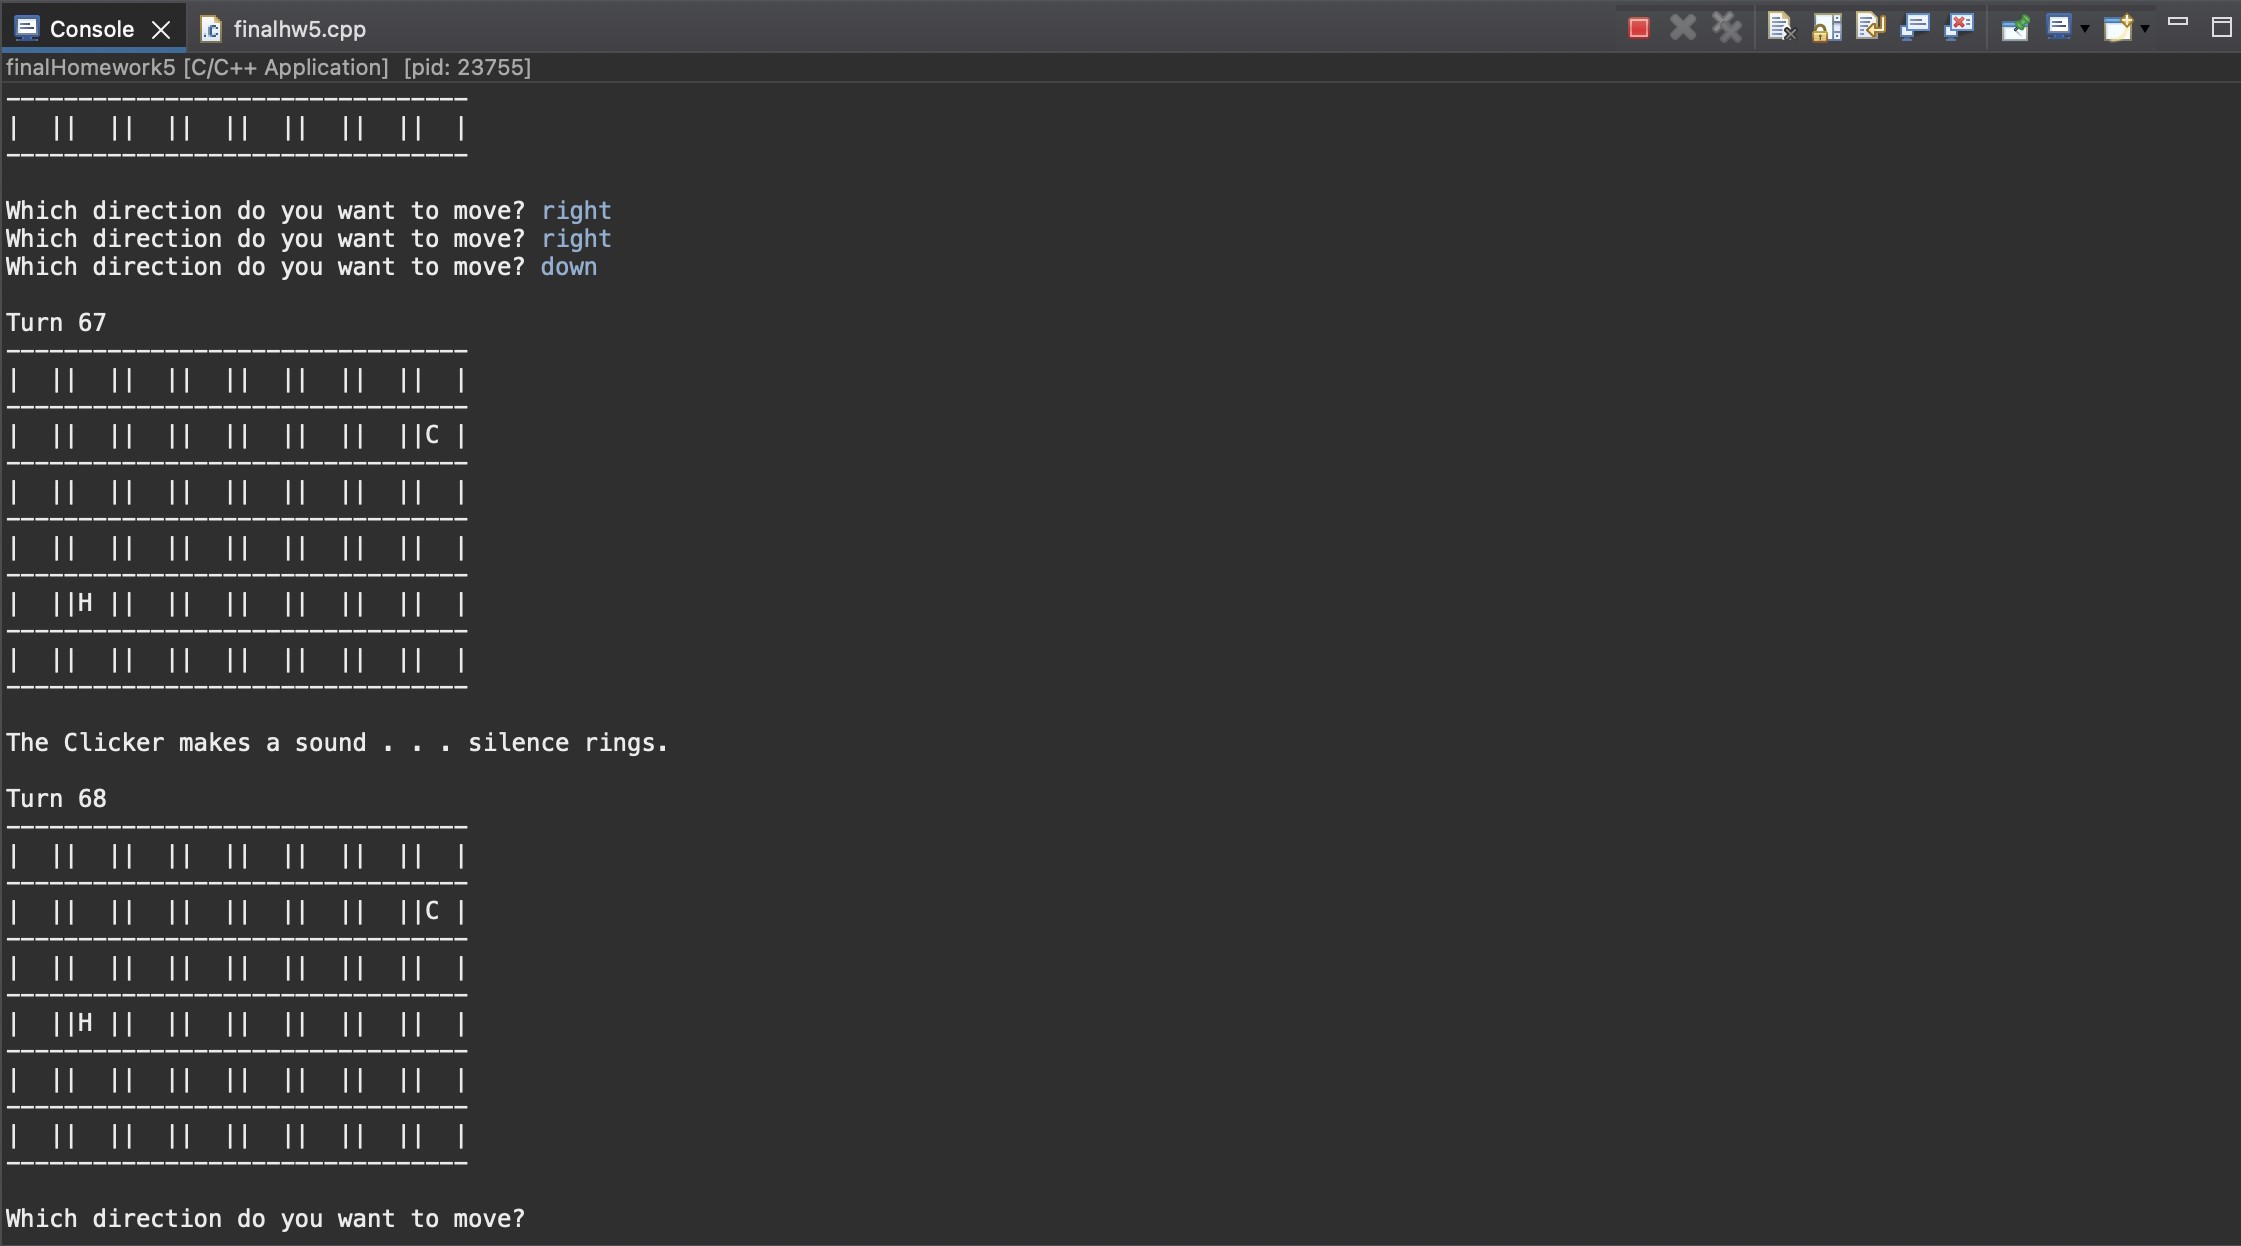 Console finalhw5.cpp
finalHomework5 [C/C++ Application] [pid: 23755]
--------------------------------
|  ||  ||  ||  ||  ||  ||  ||  |
--------------------------------
Which direction do you want to move? right
Which direction do you want to move? right
Which direction do you want to move? down
Turn 67
--------------------------------
|  ||  ||  ||  ||  ||  ||  ||  |
--------------------------------
|  ||  ||  ||  ||  ||  ||  ||C |
--------------------------------
|  ||  ||  ||  ||  ||  ||  ||  |
--------------------------------
|  ||  ||  ||  ||  ||  ||  ||  |
--------------------------------
|  ||H ||  ||  ||  ||  ||  ||  |
--------------------------------
|  ||  ||  ||  ||  ||  ||  ||  |
--------------------------------
The Clicker makes a sound . . . silence rings.
Turn 68
--------------------------------
|  ||  ||  ||  ||  ||  ||  ||  |
--------------------------------
|  ||  ||  ||  ||  ||  ||  ||C |
--------------------------------
|  ||  ||  ||  ||  ||  ||  ||  |
--------------------------------
|  ||H ||  ||  ||  ||  ||  ||  |
--------------------------------
|  ||  ||  ||  ||  ||  ||  ||  |
--------------------------------
|  ||  ||  ||  ||  ||  ||  ||  |
--------------------------------
Which direction do you want to move?